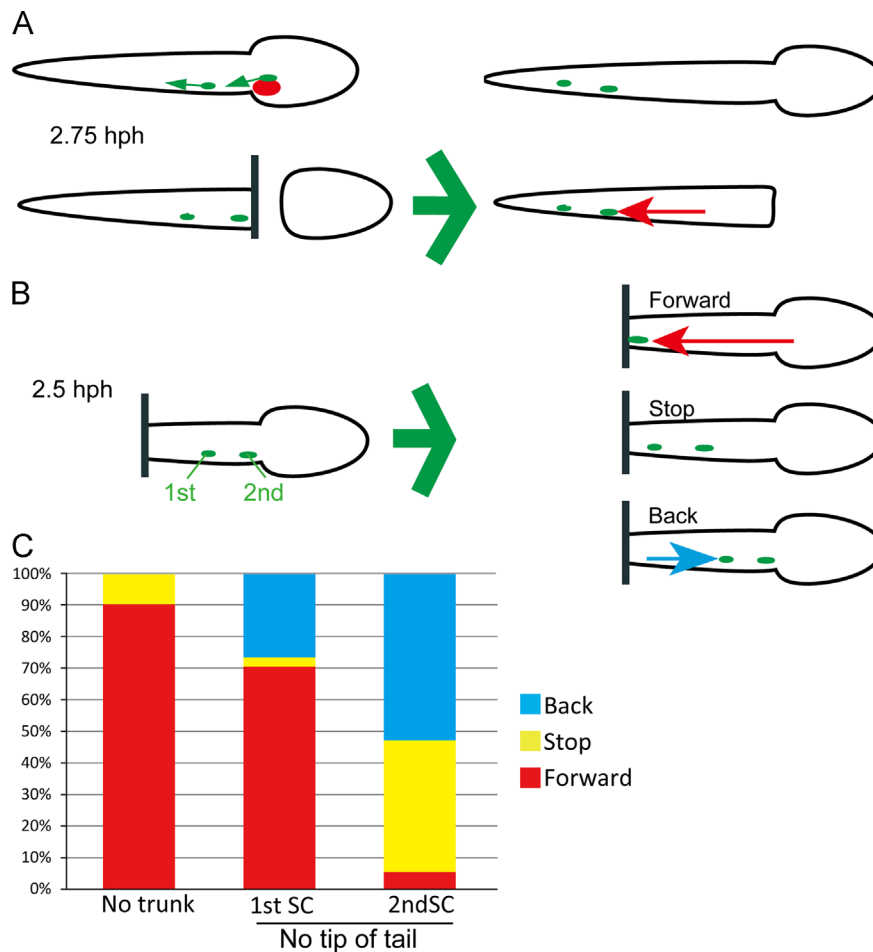 A
2.75 hph
B
Forward
2.5 hph
Stop
1st
2nd
Back
C
100%
90%
80%
70%
60%
50%
40%
30%
20%
10%
0%
Back
Stop
Forward
No trunk
1st SC
2ndSC
No tip of tail